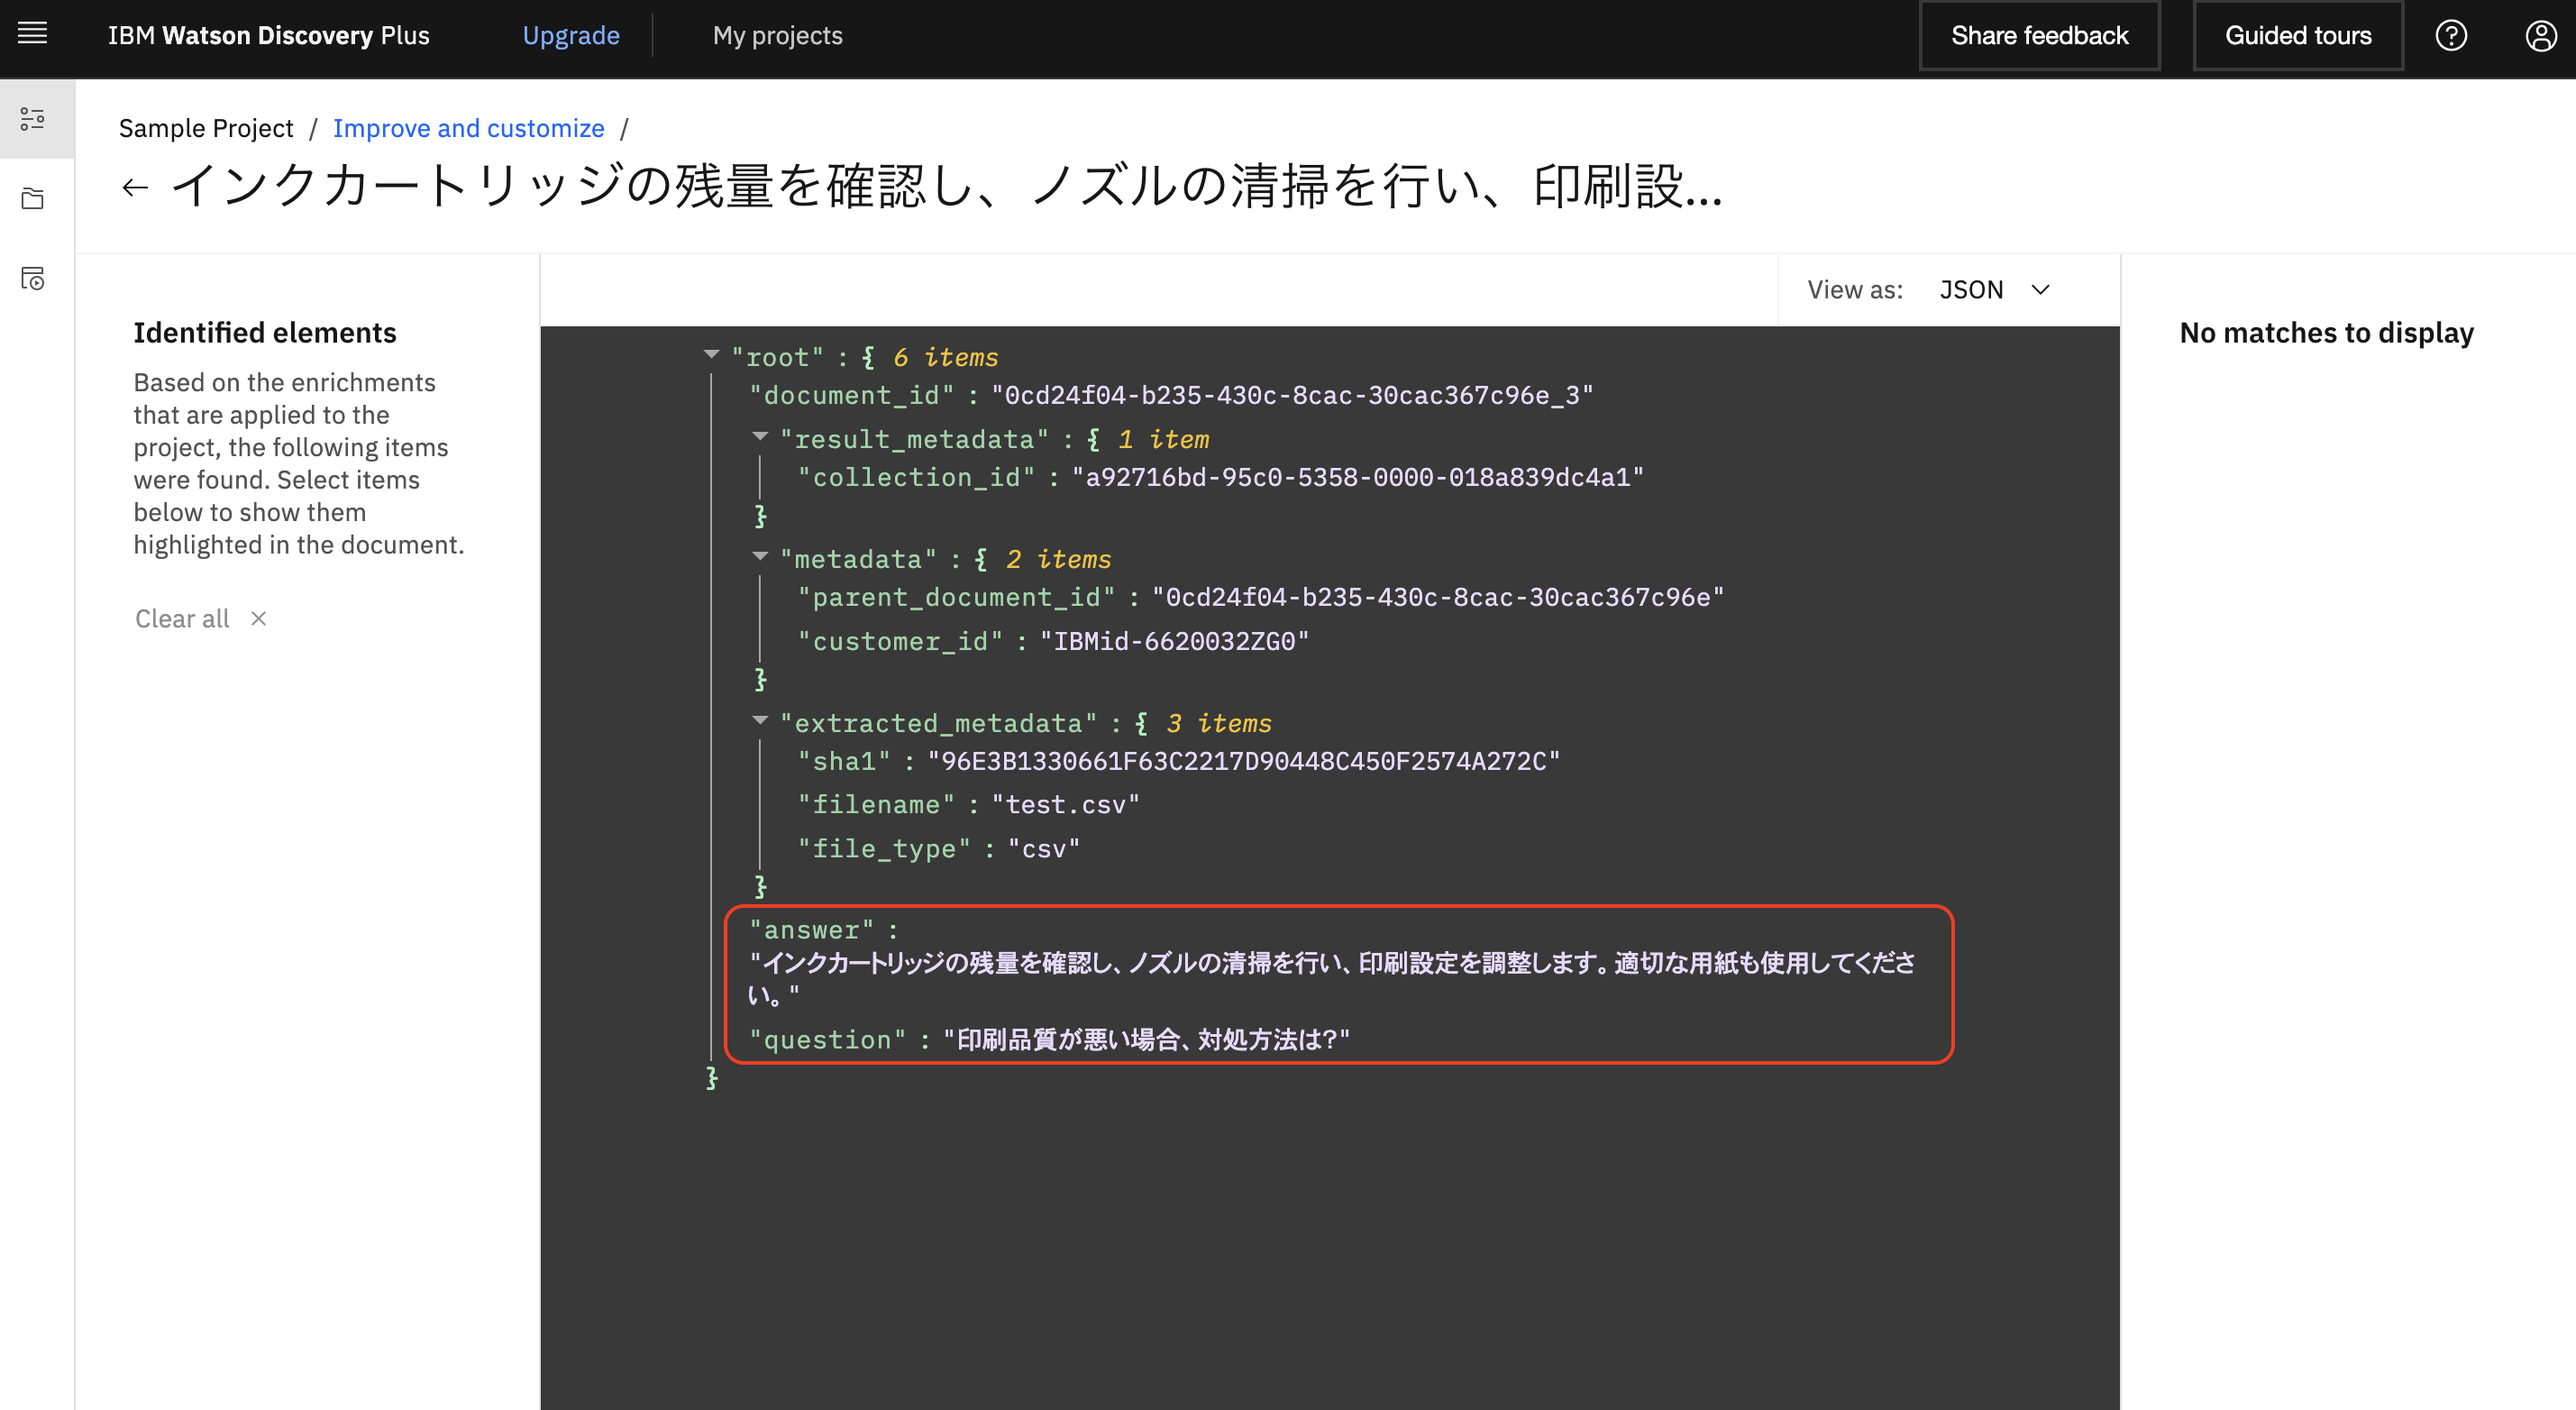 IBM Watson Discovery Plus
Upgrade
My projects
Share feedback
Guided tours
Sample Project / Improve and customize /
← インクカートリッジの残量を確認し、ノズルの清掃を行い、印刷設...
Identified elements
Based on the enrichments
that are applied to the
project, the following items
were found. Select items
below to show them
highlighted in the document.
Clear all ×
View as: JSON
"root" : { 6 items
"document_id" : "0cd24f04-b235-430c-8cac-30cac367c96e_3"
"result_metadata" : { 1 item
"collection_id" : "a92716bd-95c0-5358-0000-018a839dc4a1"
}
"metadata" : { 2 items
"parent_document_id" : "0cd24f04-b235-430c-8cac-30cac367c96e"
"customer_id" : "IBMid-6620032ZG0"
}
"extracted_metadata" : { 3 items
"sha1" : "96E3B1330661F63C2217D90448C450F2574A272C"
"filename" : "test.csv"
"file_type" : "csv"
}
"answer" :
"インクカートリッジの残量を確認し、ノズルの清掃を行い、印刷設定を調整します。適切な用紙も使用してくださ
い。"
"question" : "印刷品質が悪い場合、対処方法は？"
}
No matches to display